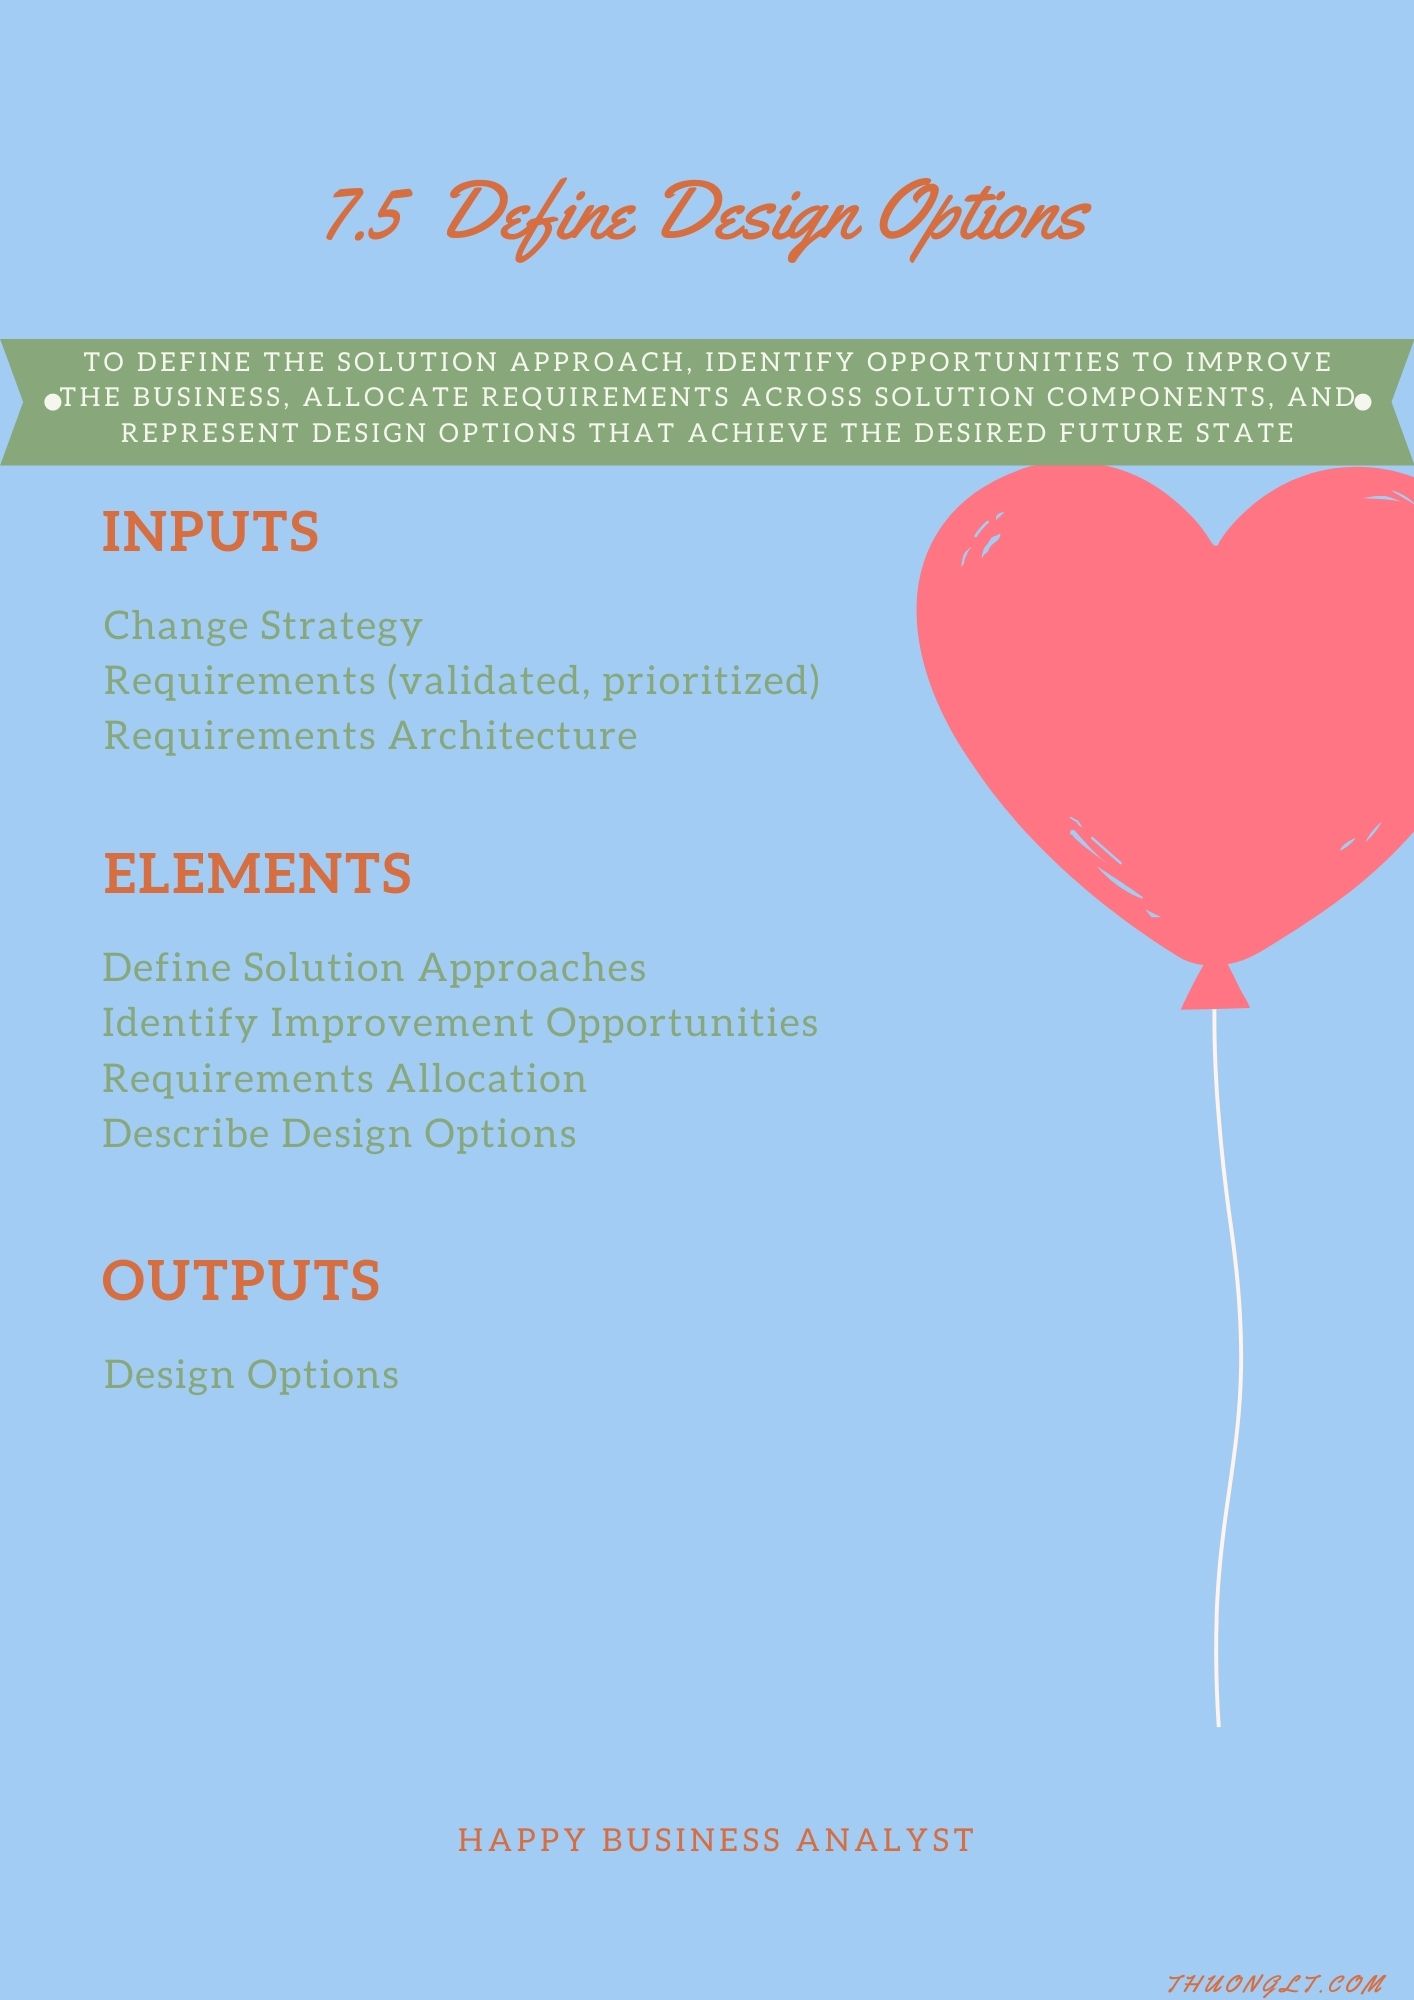 7.5 Define Design Options
TO DEFINE THE SOLUTION APPROACH, IDENTIFY OPPORTUNITIES TO IMPROVE
THE BUSINESS, ALLOCATE REQUIREMENTS ACROSS SOLUTION COMPONENTS, AND
REPRESENT DESIGN OPTIONS THAT ACHIEVE THE DESIRED FUTURE STATE
INPUTS
Change Strategy
Requirements (validated, prioritized)
Requirements Architecture
ELEMENTS
Define Solution Approaches
Identify Improvement Opportunities
Requirements Allocation
Describe Design Options
OUTPUTS
Design Options
HAPPY BUSINESS ANALYST
THUONGLT.COM